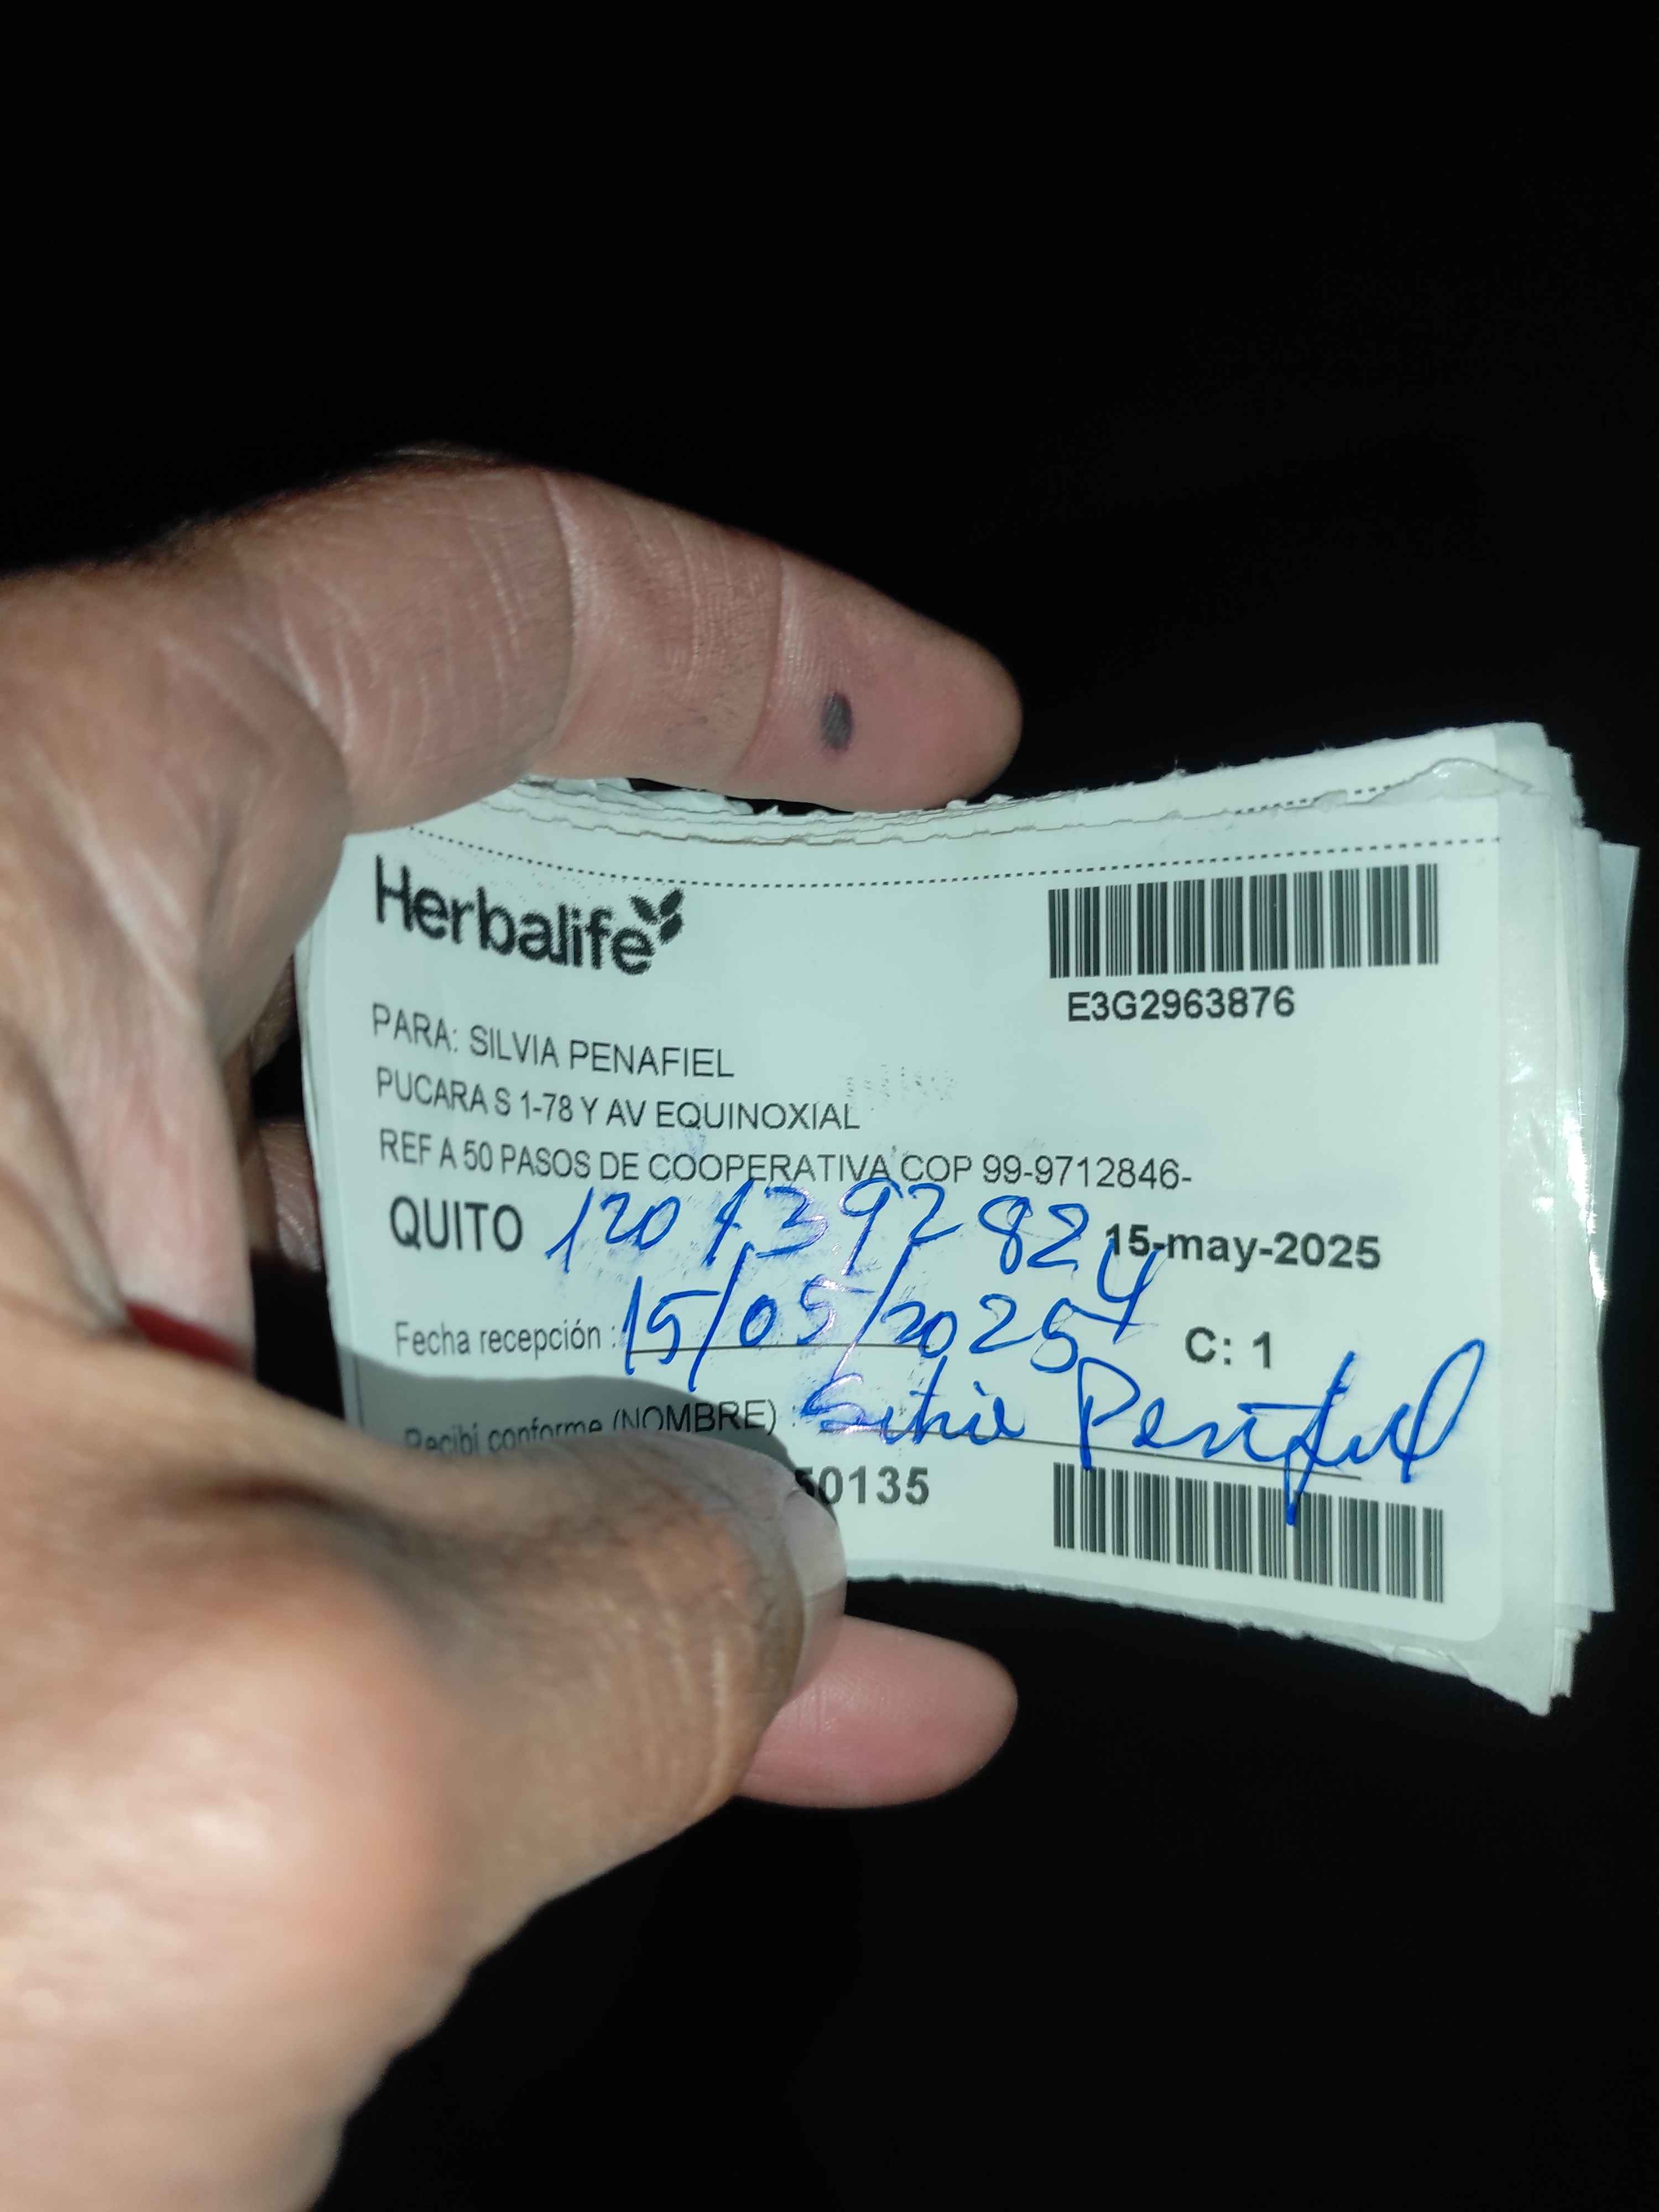 Herbalife
E3G2963876
PARA: SILVIA PENAFIEL
PUCARA S 1-78 Y AV EQUINOXIAL
REF A 50 PASOS DE COOPERATIVA COP 99-9712846-
QUITO 1201397824 15-may-2025
Fecha recepción : 15/05/2025 C: 1
Recibí conforme (NOMBRE) Silvia Penafiel
50135